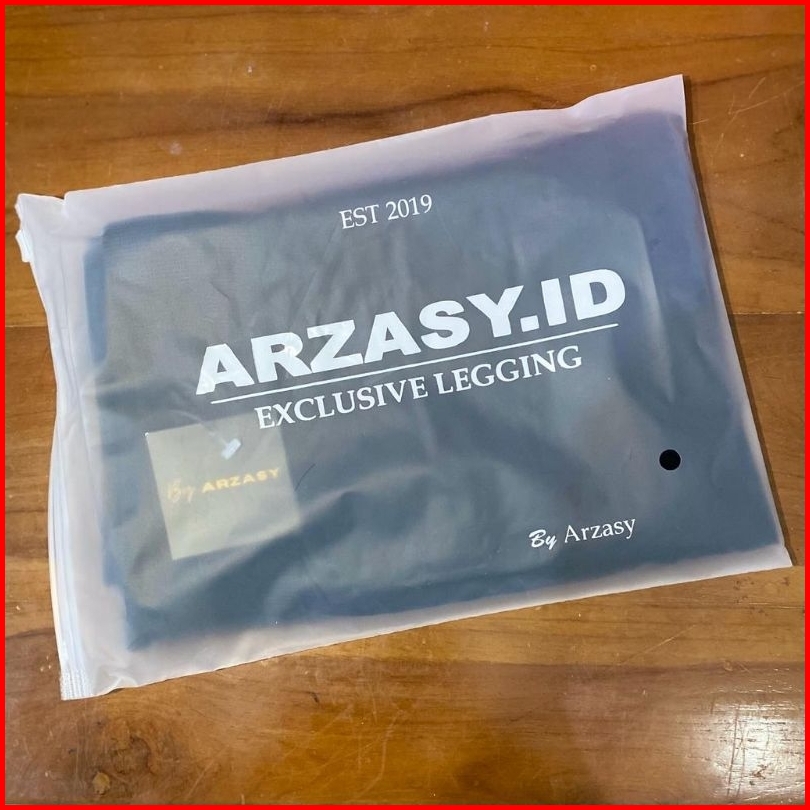 EST 2019
ARZASY.ID
EXCLUSIVE LEGGING
By ARZASY
By Arzasy